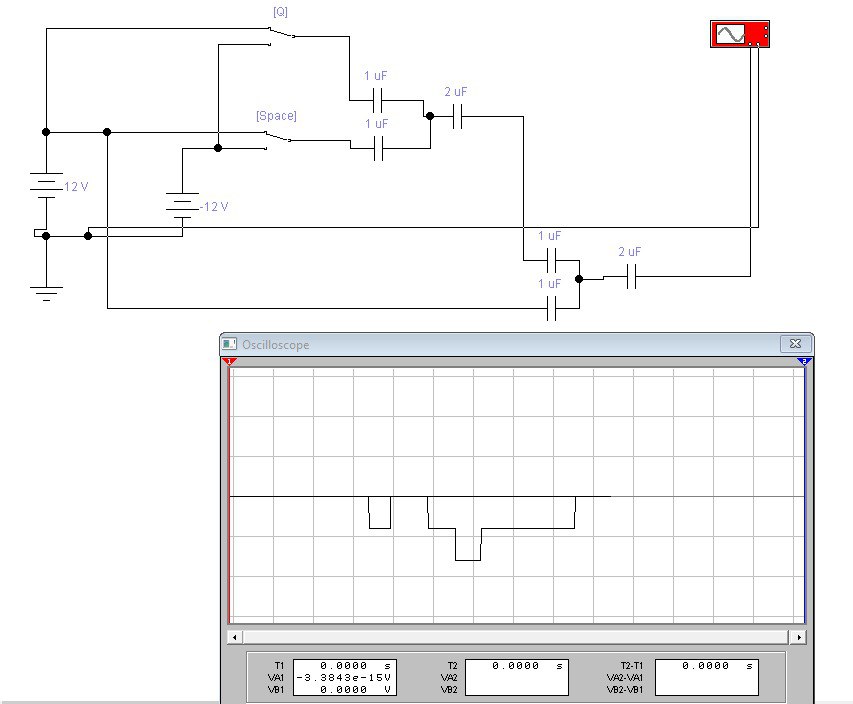 [Q]
1 uF
2 uF
[Space]
1 uF
12 V
-12 V
1 uF
2 uF
1 uF
Oscilloscope
1
2
T1 0.0000 s T2 0.0000 s T2-T1 0.0000 s
VA1 -3.3843e-15V VA2 VA2-VA1
VB1 0.0000 V VB2 VB2-VB1